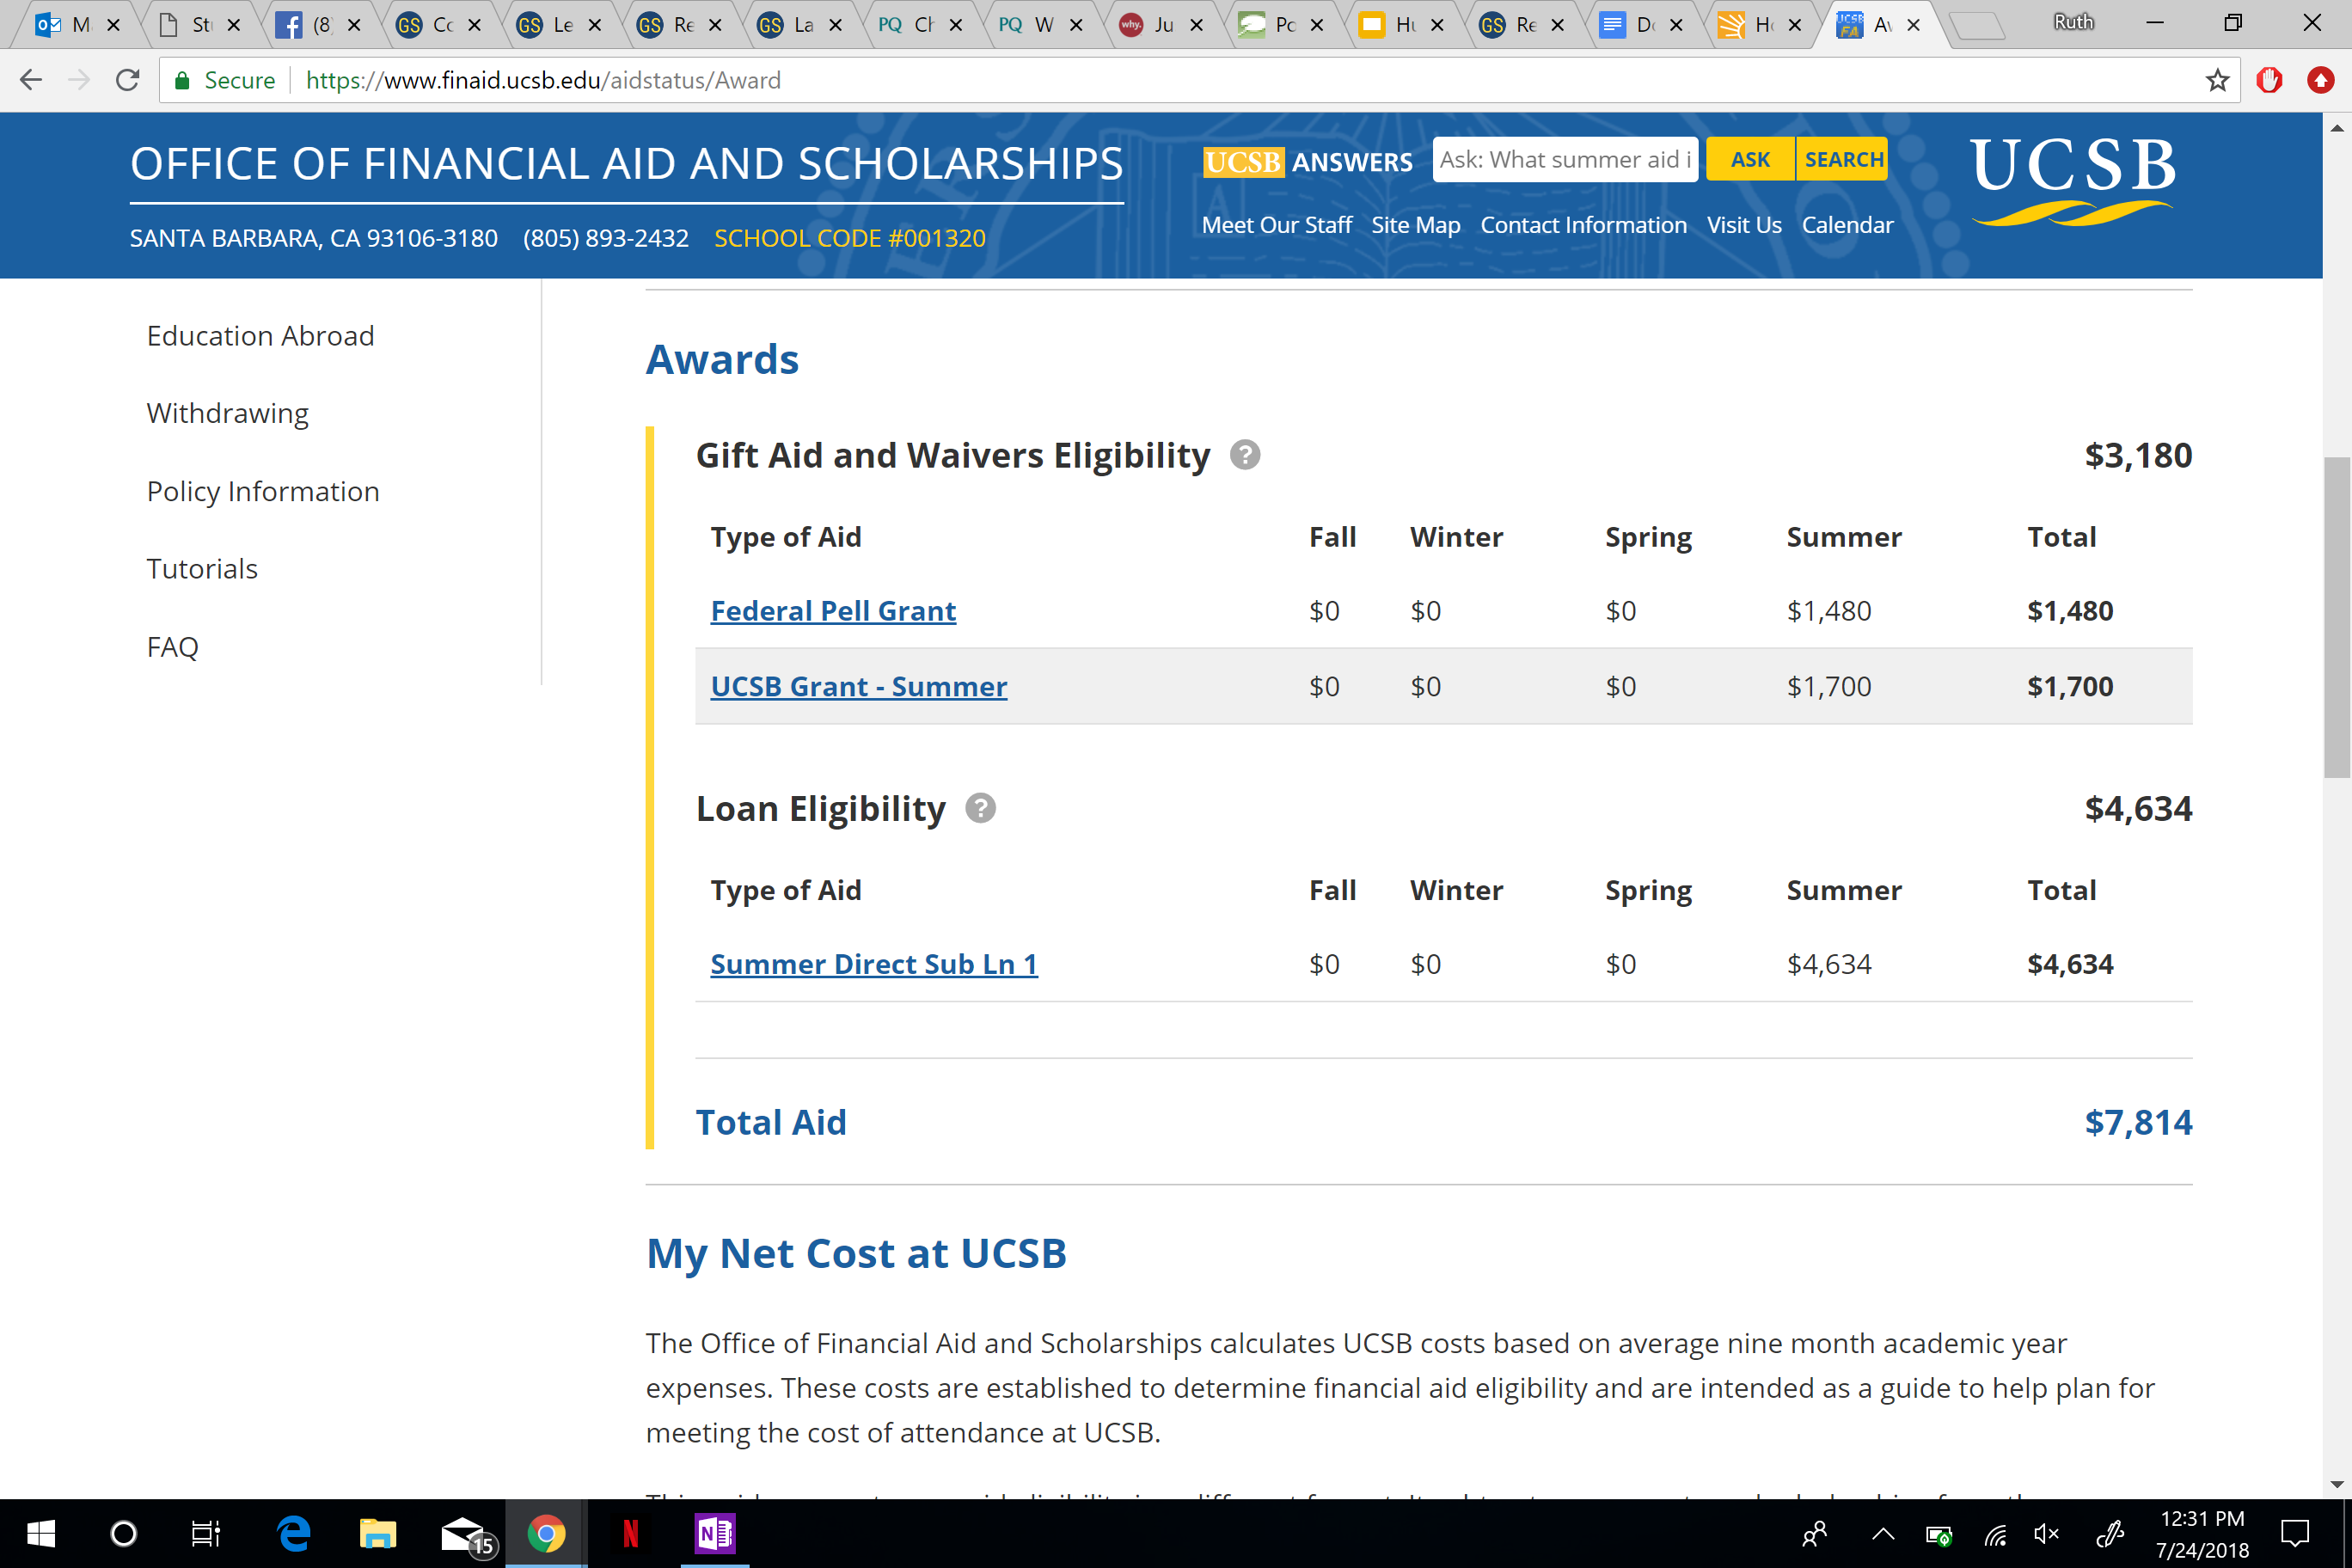 M
St
(8
Co
Le
Re
La
Ch
W
Ju
Po
Hu
Re
Do
Ho
Aw
Ruth
Secure
https://www.finaid.ucsb.edu/aidstatus/Award
OFFICE OF FINANCIAL AID AND SCHOLARSHIPS
SANTA BARBARA, CA 93106-3180 (805) 893-2432 SCHOOL CODE #001320
UCSB ANSWERS
Ask: What summer aid i
ASK SEARCH
Meet Our Staff Site Map Contact Information Visit Us Calendar
UCSB
Education Abroad
Withdrawing
Policy Information
Tutorials
FAQ
Awards
Gift Aid and Waivers Eligibility ? $3,180
Type of Aid Fall Winter Spring Summer Total
Federal Pell Grant $0 $0 $0 $1,480 $1,480
UCSB Grant - Summer $0 $0 $0 $1,700 $1,700
Loan Eligibility ? $4,634
Type of Aid Fall Winter Spring Summer Total
Summer Direct Sub Ln 1 $0 $0 $0 $4,634 $4,634
Total Aid $7,814
My Net Cost at UCSB
The Office of Financial Aid and Scholarships calculates UCSB costs based on average nine month academic year
expenses. These costs are established to determine financial aid eligibility and are intended as a guide to help plan for
meeting the cost of attendance at UCSB.
15
12:31 PM
7/24/2018